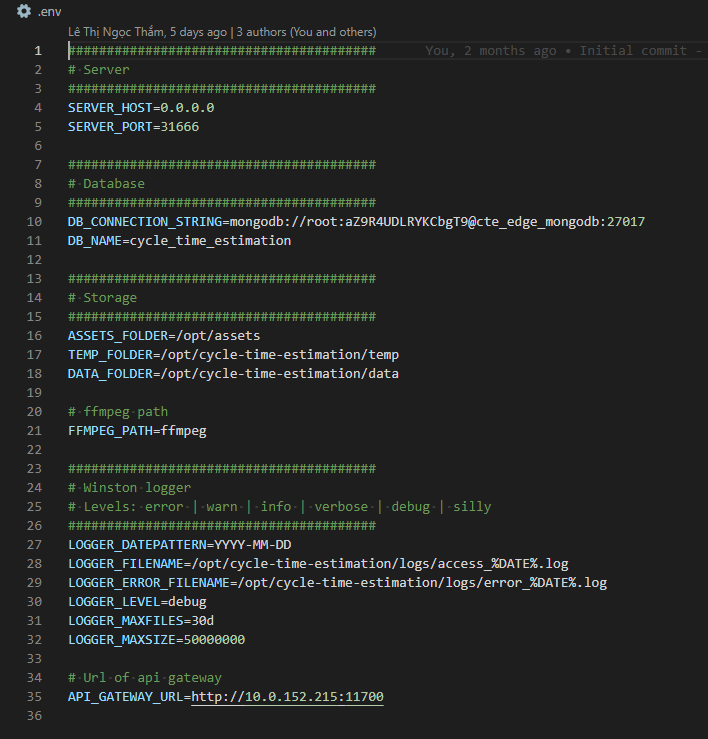 .env
Lê Thị Ngọc Thắm, 5 days ago | 3 authors (You and others)
1 ######################################## You, 2 months ago • Initial commit -
2 # Server
3 ########################################
4 SERVER_HOST=0.0.0.0
5 SERVER_PORT=31666
6
7 ########################################
8 # Database
9 ########################################
10 DB_CONNECTION_STRING=mongodb://root:aZ9R4UDLRYKCbgT9@cte_edge_mongodb:27017
11 DB_NAME=cycle_time_estimation
12
13 ########################################
14 # Storage
15 ########################################
16 ASSETS_FOLDER=/opt/assets
17 TEMP_FOLDER=/opt/cycle-time-estimation/temp
18 DATA_FOLDER=/opt/cycle-time-estimation/data
19
20 # ffmpeg path
21 FFMPEG_PATH=ffmpeg
22
23 ########################################
24 # Winston logger
25 # Levels: error | warn | info | verbose | debug | silly
26 ########################################
27 LOGGER_DATEPATTERN=YYYY-MM-DD
28 LOGGER_FILENAME=/opt/cycle-time-estimation/logs/access_%DATE%.log
29 LOGGER_ERROR_FILENAME=/opt/cycle-time-estimation/logs/error_%DATE%.log
30 LOGGER_LEVEL=debug
31 LOGGER_MAXFILES=30d
32 LOGGER_MAXSIZE=50000000
33
34 # Url of api gateway
35 API_GATEWAY_URL=http://10.0.152.215:11700
36